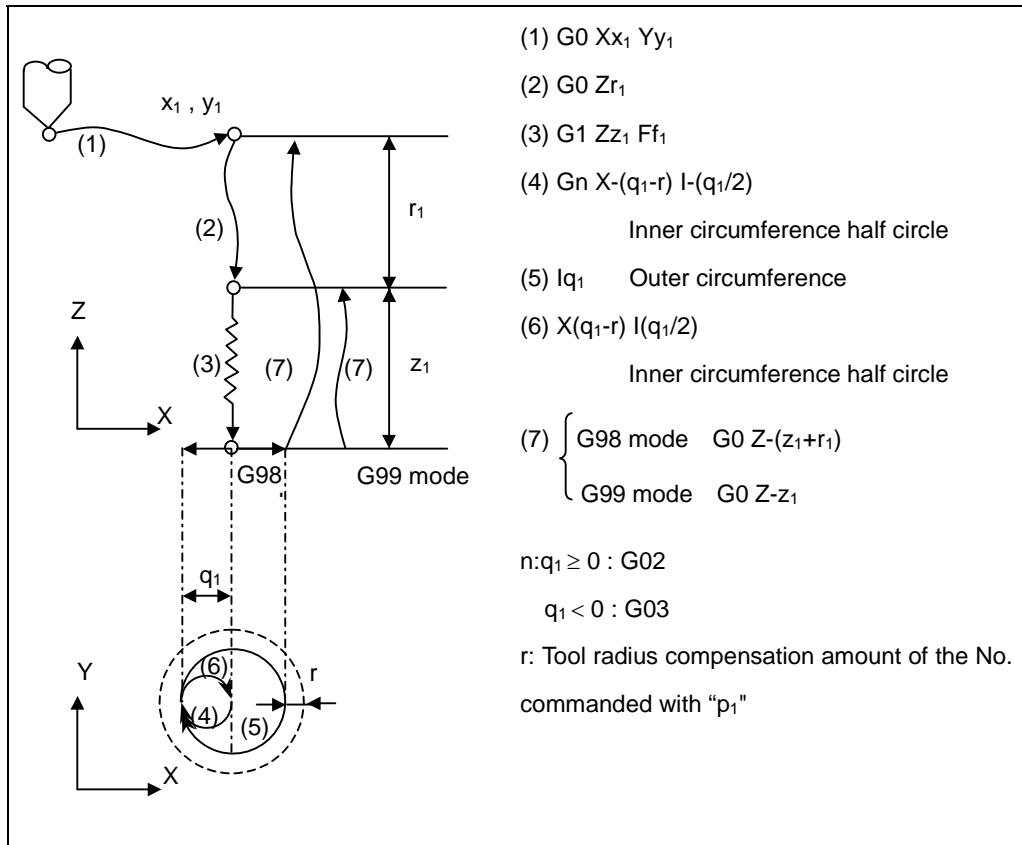 x₁ , y₁
(1)
(2)
r₁
Z
(3)
(7)
(7)
z₁
X
G98
G99 mode
q₁
Y
(6)
r
(4)
(5)
X
(1) G0 Xx₁ Yy₁
(2) G0 Zr₁
(3) G1 Zz₁ Ff₁
(4) Gn X-(q₁-r) I-(q₁/2)
Inner circumference half circle
(5) Iq₁ Outer circumference
(6) X(q₁-r) I(q₁/2)
Inner circumference half circle
(7) G98 mode G0 Z-(z₁+r₁)
G99 mode G0 Z-z₁
n:q₁ ≥ 0 : G02
q₁ < 0 : G03
r: Tool radius compensation amount of the No.
commanded with “p₁"